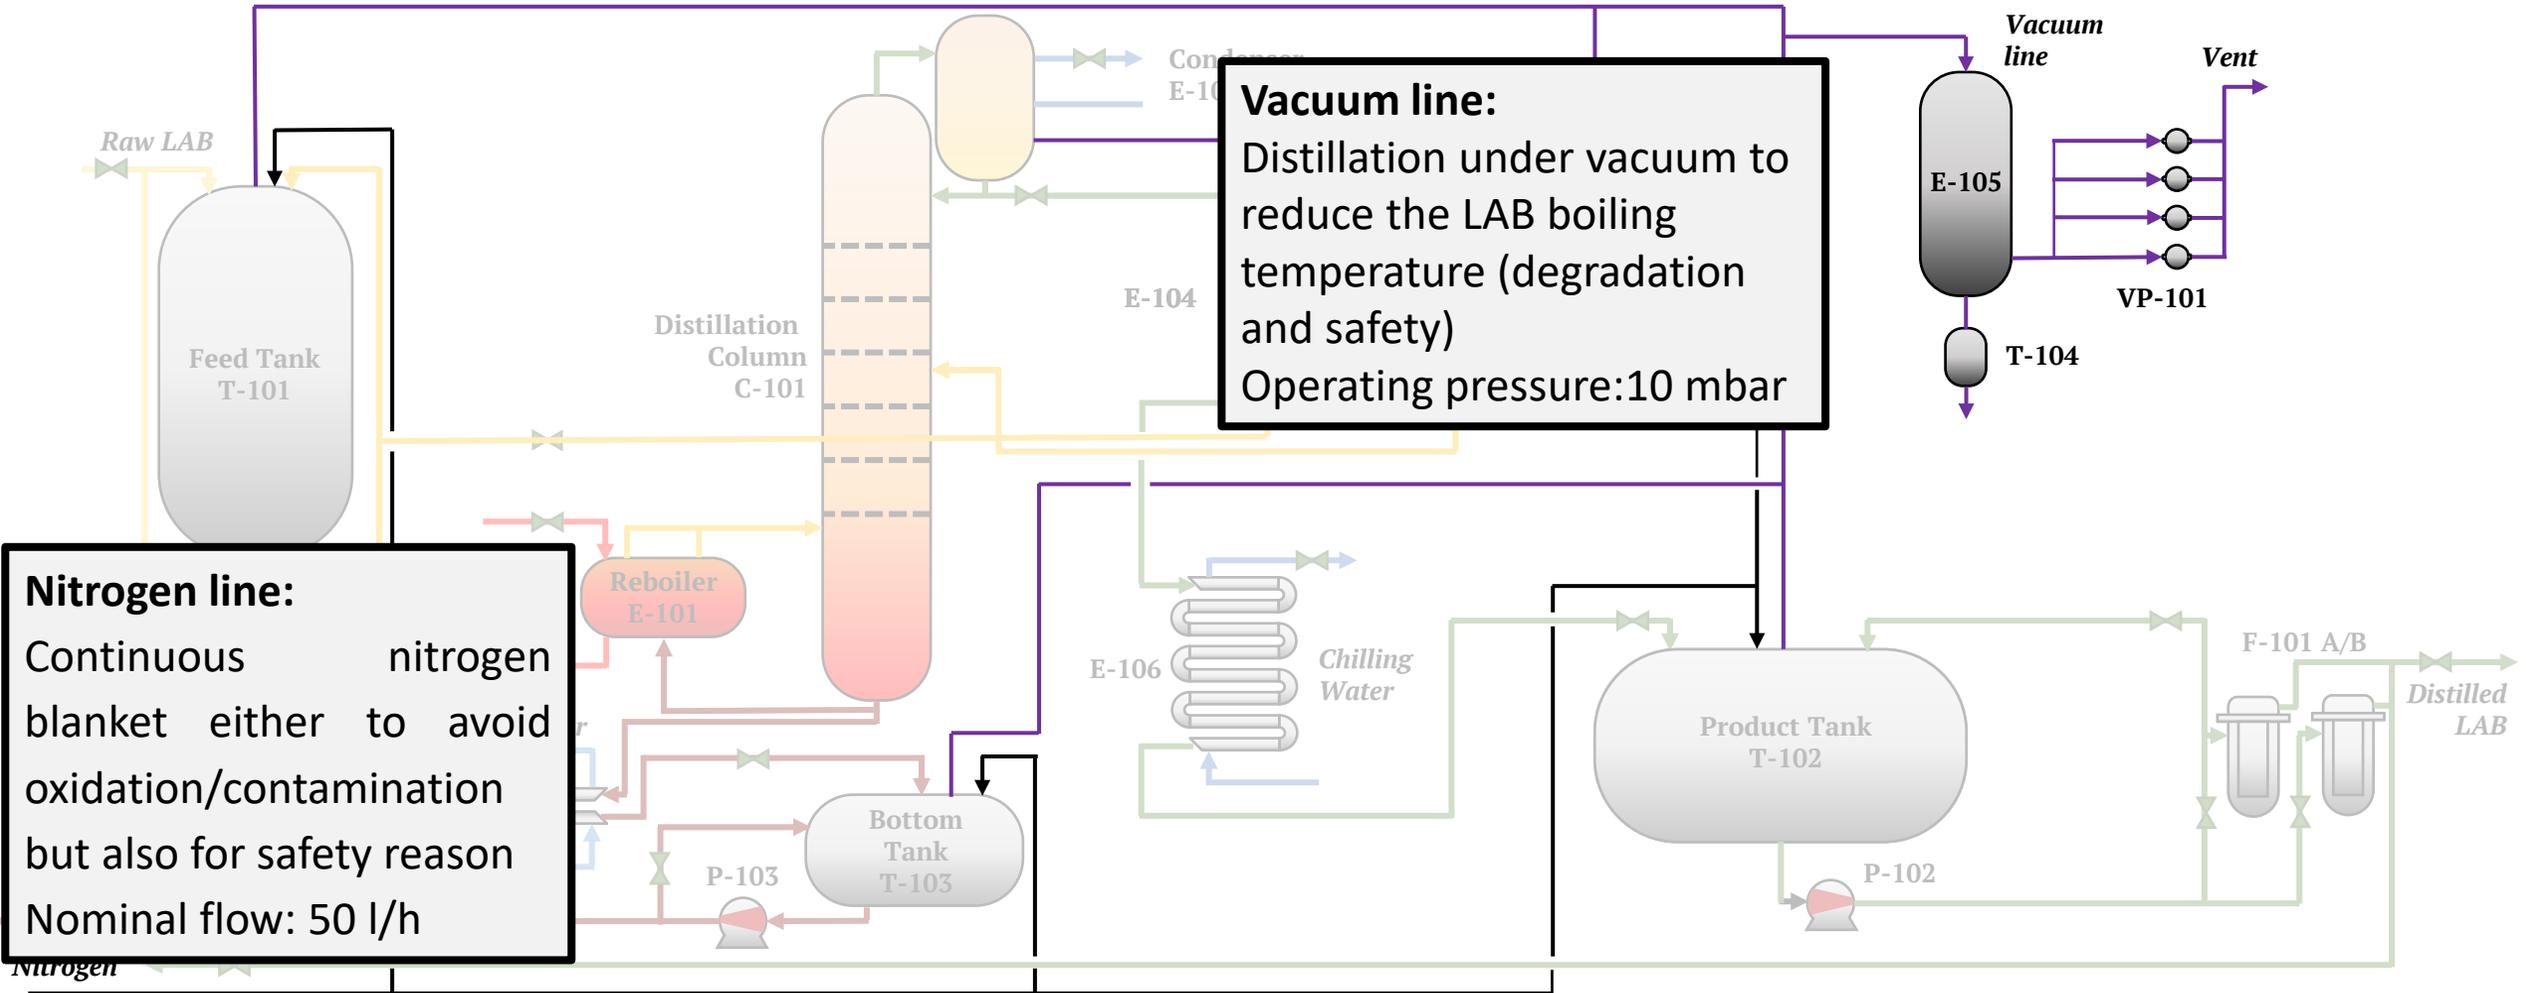 Vacuum
line
Vent
Raw LAB
E-105
VP-101
T-104
Vacuum line:
Distillation under vacuum to
reduce the LAB boiling
temperature (degradation
and safety)
Operating pressure:10 mbar
E-104
Distillation
Column
C-101
Feed Tank
T-101
Reboiler
E-101
Nitrogen line:
Continuous nitrogen
blanket either to avoid
oxidation/contamination
but also for safety reason
Nominal flow: 50 l/h
Nitrogen
E-106
Chilling
Water
Bottom
Tank
T-103
P-103
Product Tank
T-102
P-102
F-101 A/B
Distilled
LAB